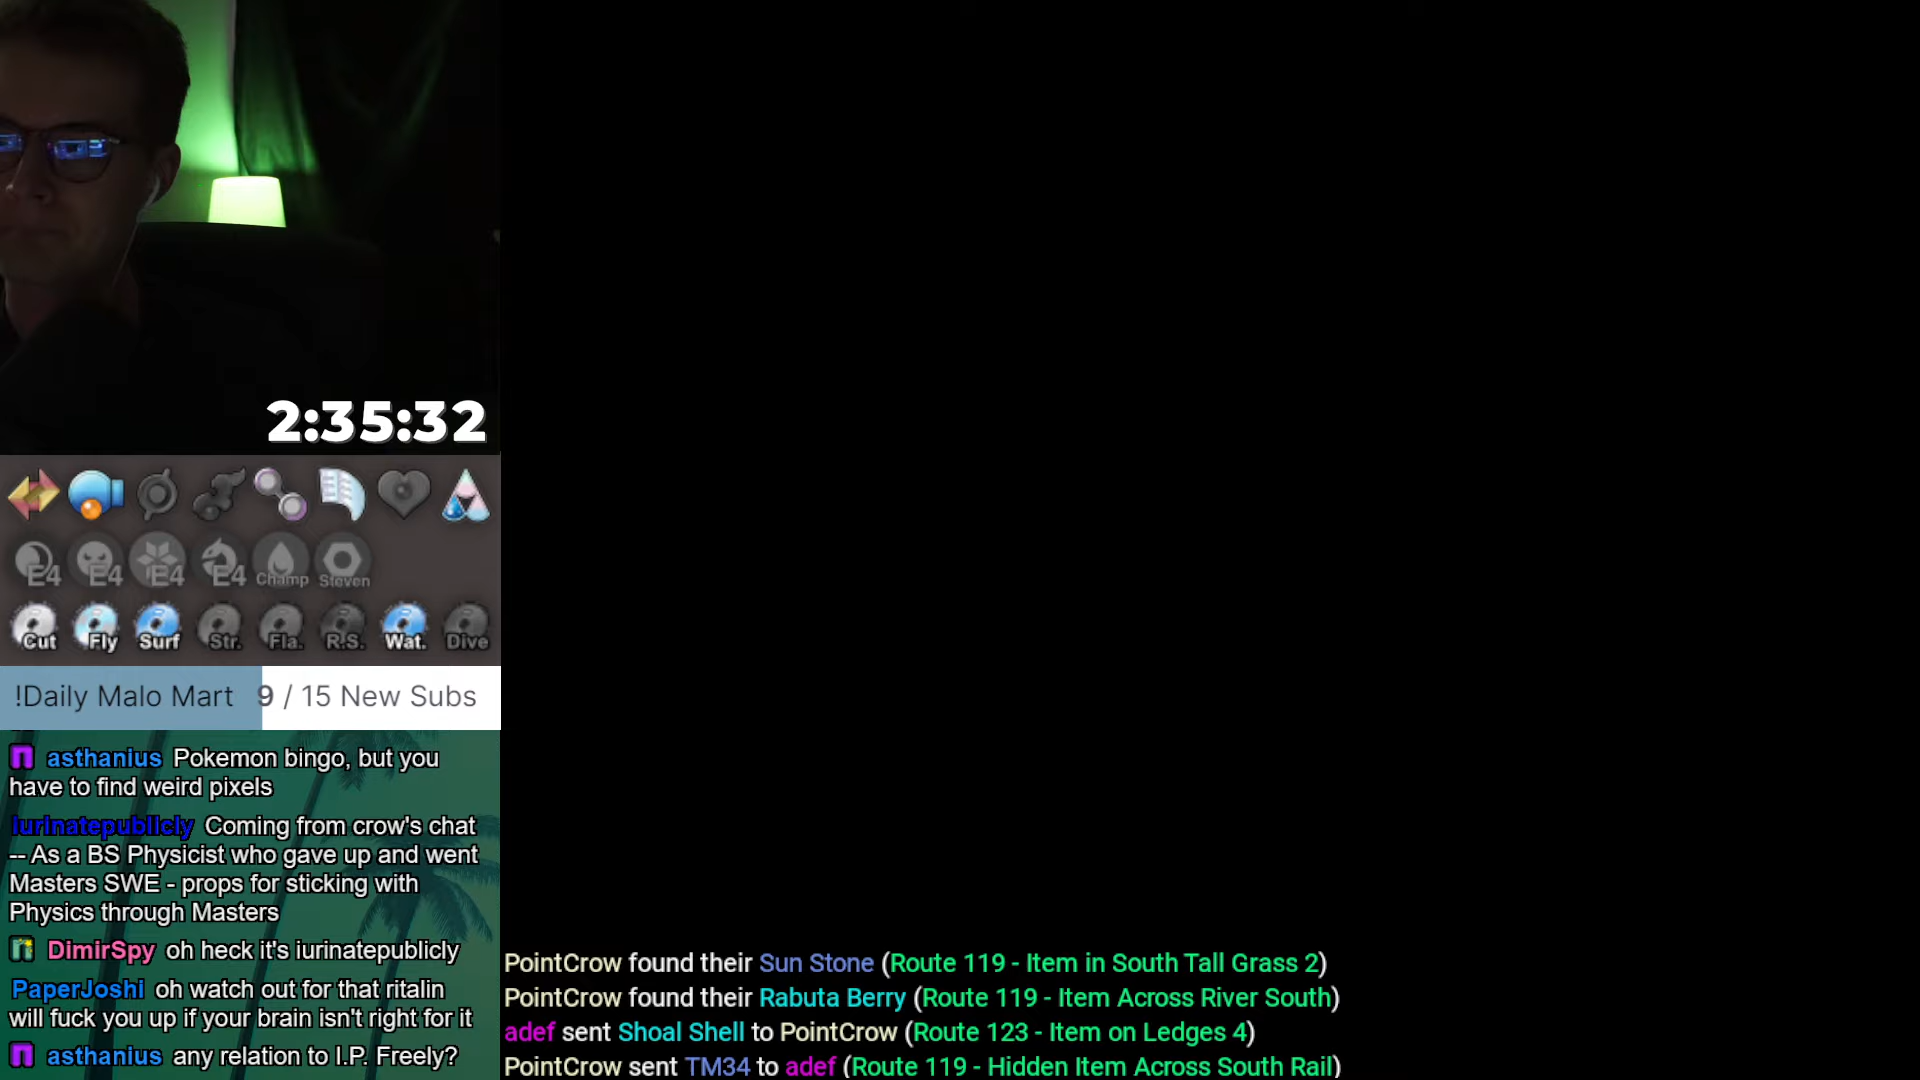 2:35:32
E4 E4 E4 E4 Champ Steven
Cut Fly Surf Str. Fla. R.S. Wat. Dive
!Daily Malo Mart 9 / 15 New Subs
asthanius Pokemon bingo, but you
have to find weird pixels
iurinatepublicly Coming from crow's chat
-- As a BS Physicist who gave up and went
Masters SWE - props for sticking with
Physics through Masters
DimirSpy oh heck it's iurinatepublicly
PaperJoshi oh watch out for that ritalin
will fuck you up if your brain isn't right for it
asthanius any relation to I.P. Freely?
PointCrow found their Sun Stone (Route 119 - Item in South Tall Grass 2)
PointCrow found their Rabuta Berry (Route 119 - Item Across River South)
adef sent Shoal Shell to PointCrow (Route 123 - Item on Ledges 4)
PointCrow sent TM34 to adef (Route 119 - Hidden Item Across South Rail)